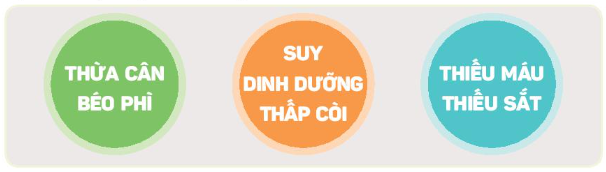 THỪA CÂN
BÉO PHÌ
SUY
DINH DƯỠNG
THẤP CÒI
THIẾU MÁU
THIẾU SẮT